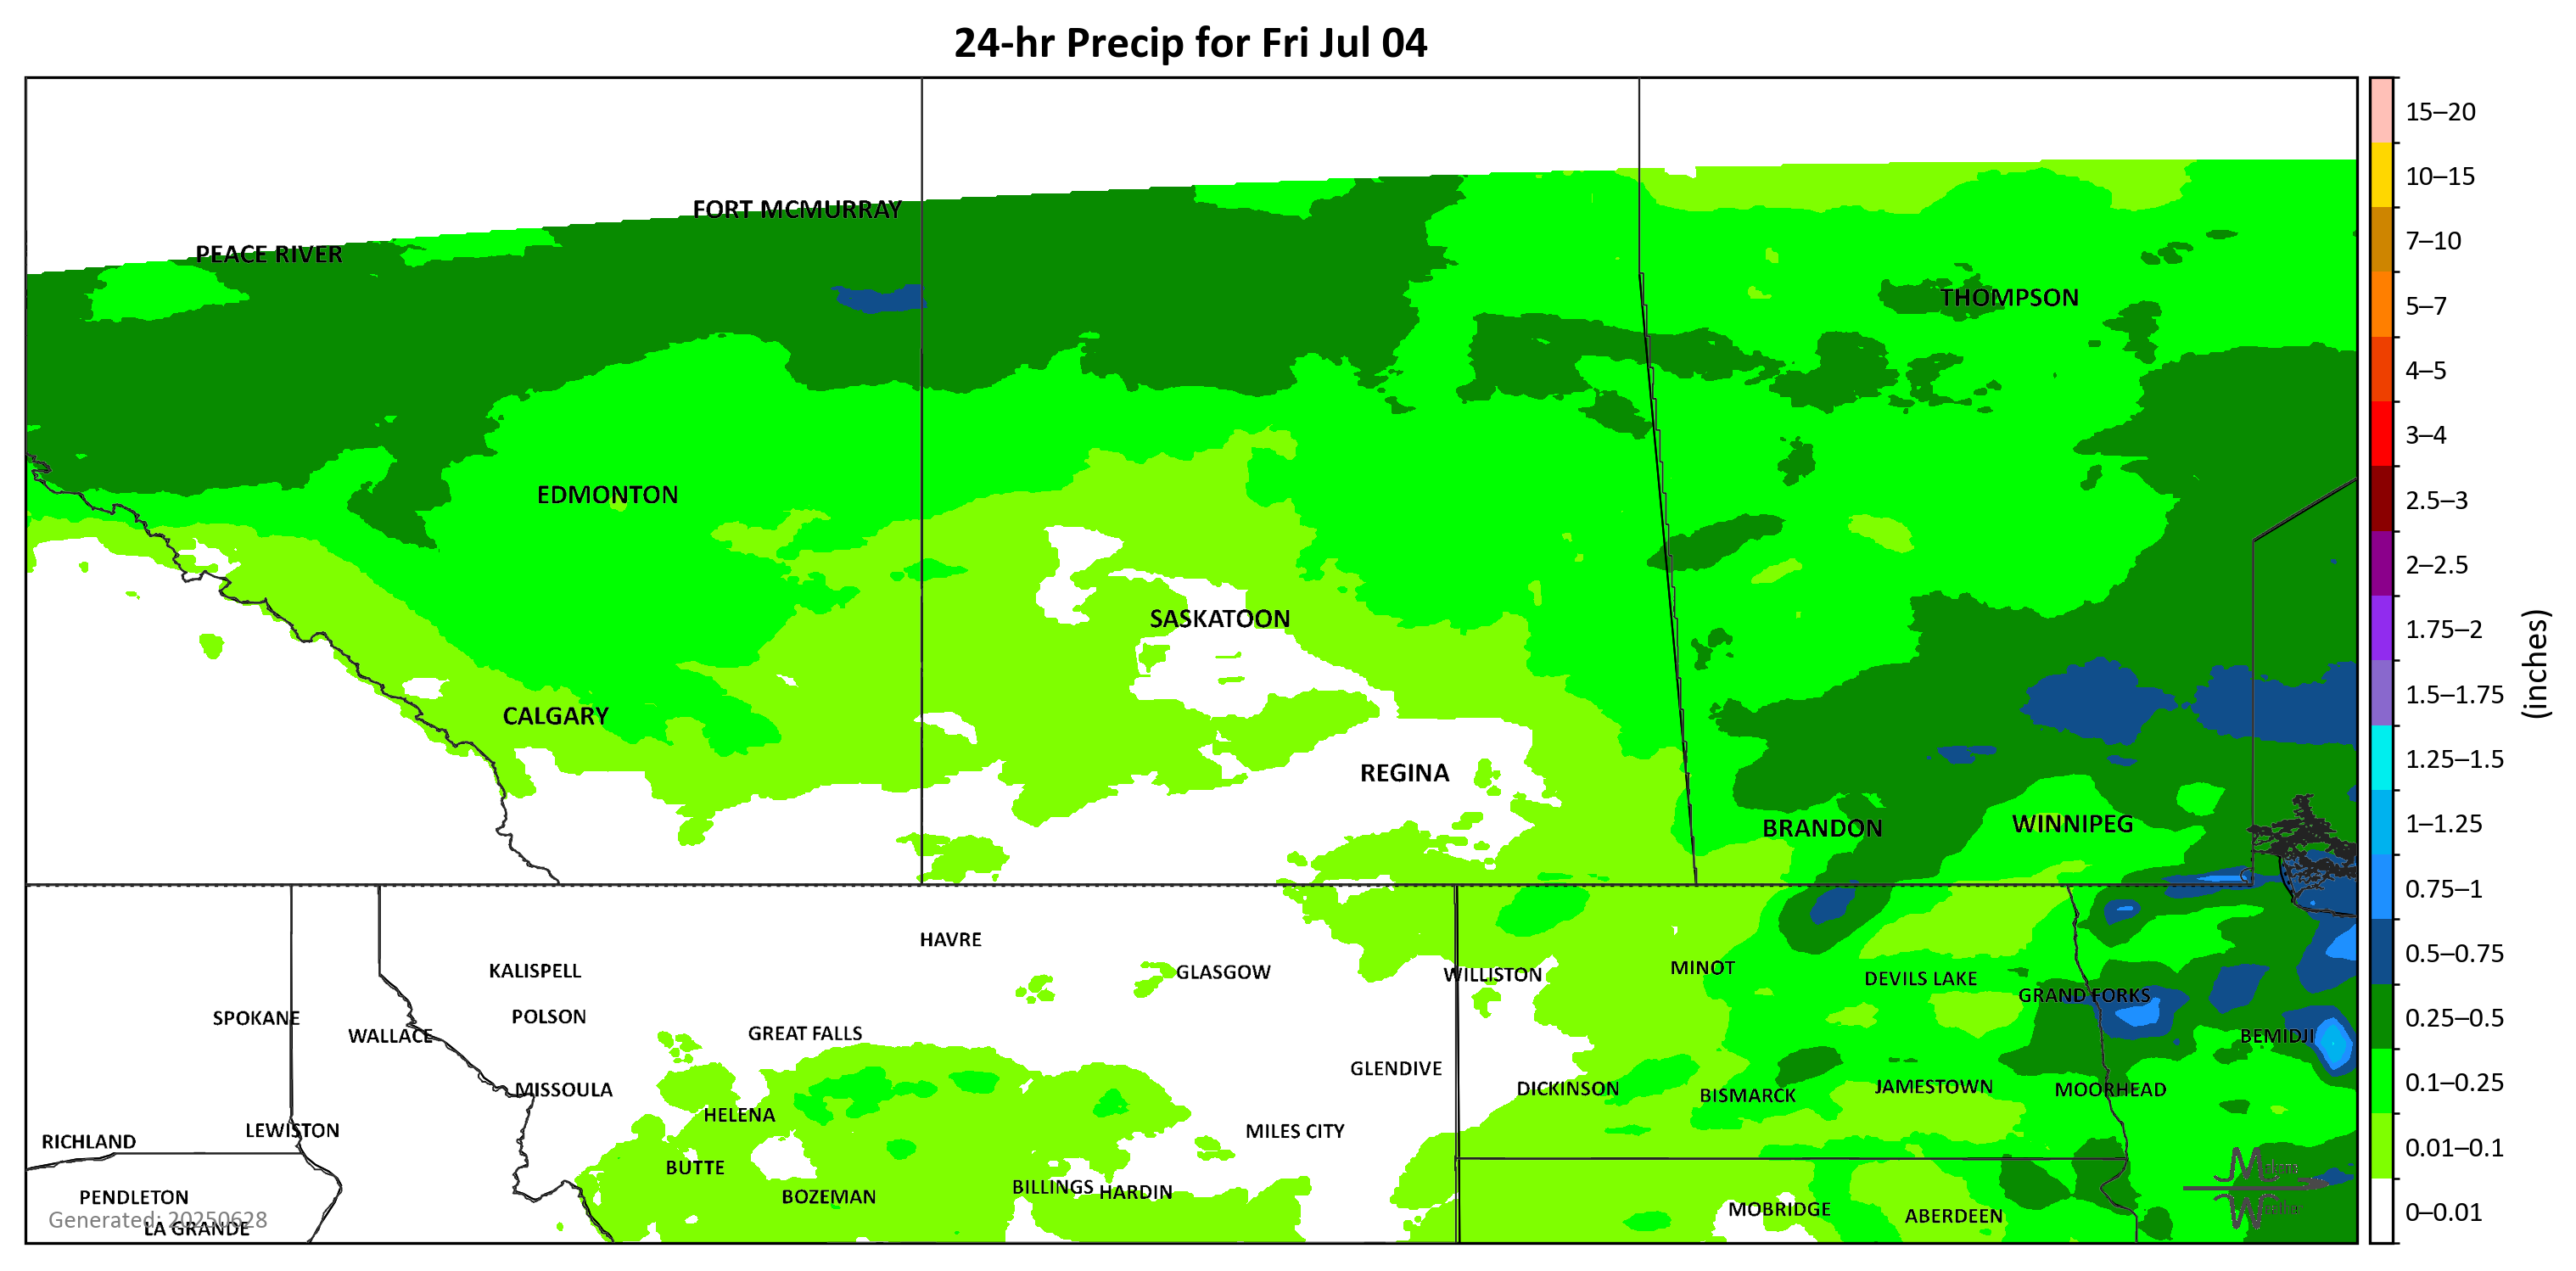 24-hr Precip for Fri Jul 04
FORT MCMURRAY
PEACE RIVER
THOMPSON
EDMONTON
SASKATOON
CALGARY
REGINA
BRANDON
WINNIPEG
HAVRE
KALISPELL
GLASGOW
WILLISTON
MINOT
DEVILS LAKE
GRAND FORKS
SPOKANE
WALLACE
POLSON
GREAT FALLS
BEMIDJI
GLENDIVE
MISSOULA
DICKINSON
BISMARCK
JAMESTOWN
MOORHEAD
HELENA
RICHLAND
LEWISTON
MILES CITY
BUTTE
PENDLETON
BOZEMAN
BILLINGS
HARDIN
MOBRIDGE
ABERDEEN
Generated: 20250628
LA GRANDE
15–20
10–15
7–10
5–7
4–5
3–4
2.5–3
2–2.5
1.75–2
1.5–1.75
1.25–1.5
1–1.25
0.75–1
0.5–0.75
0.25–0.5
0.1–0.25
0.01–0.1
0–0.01
(inches)